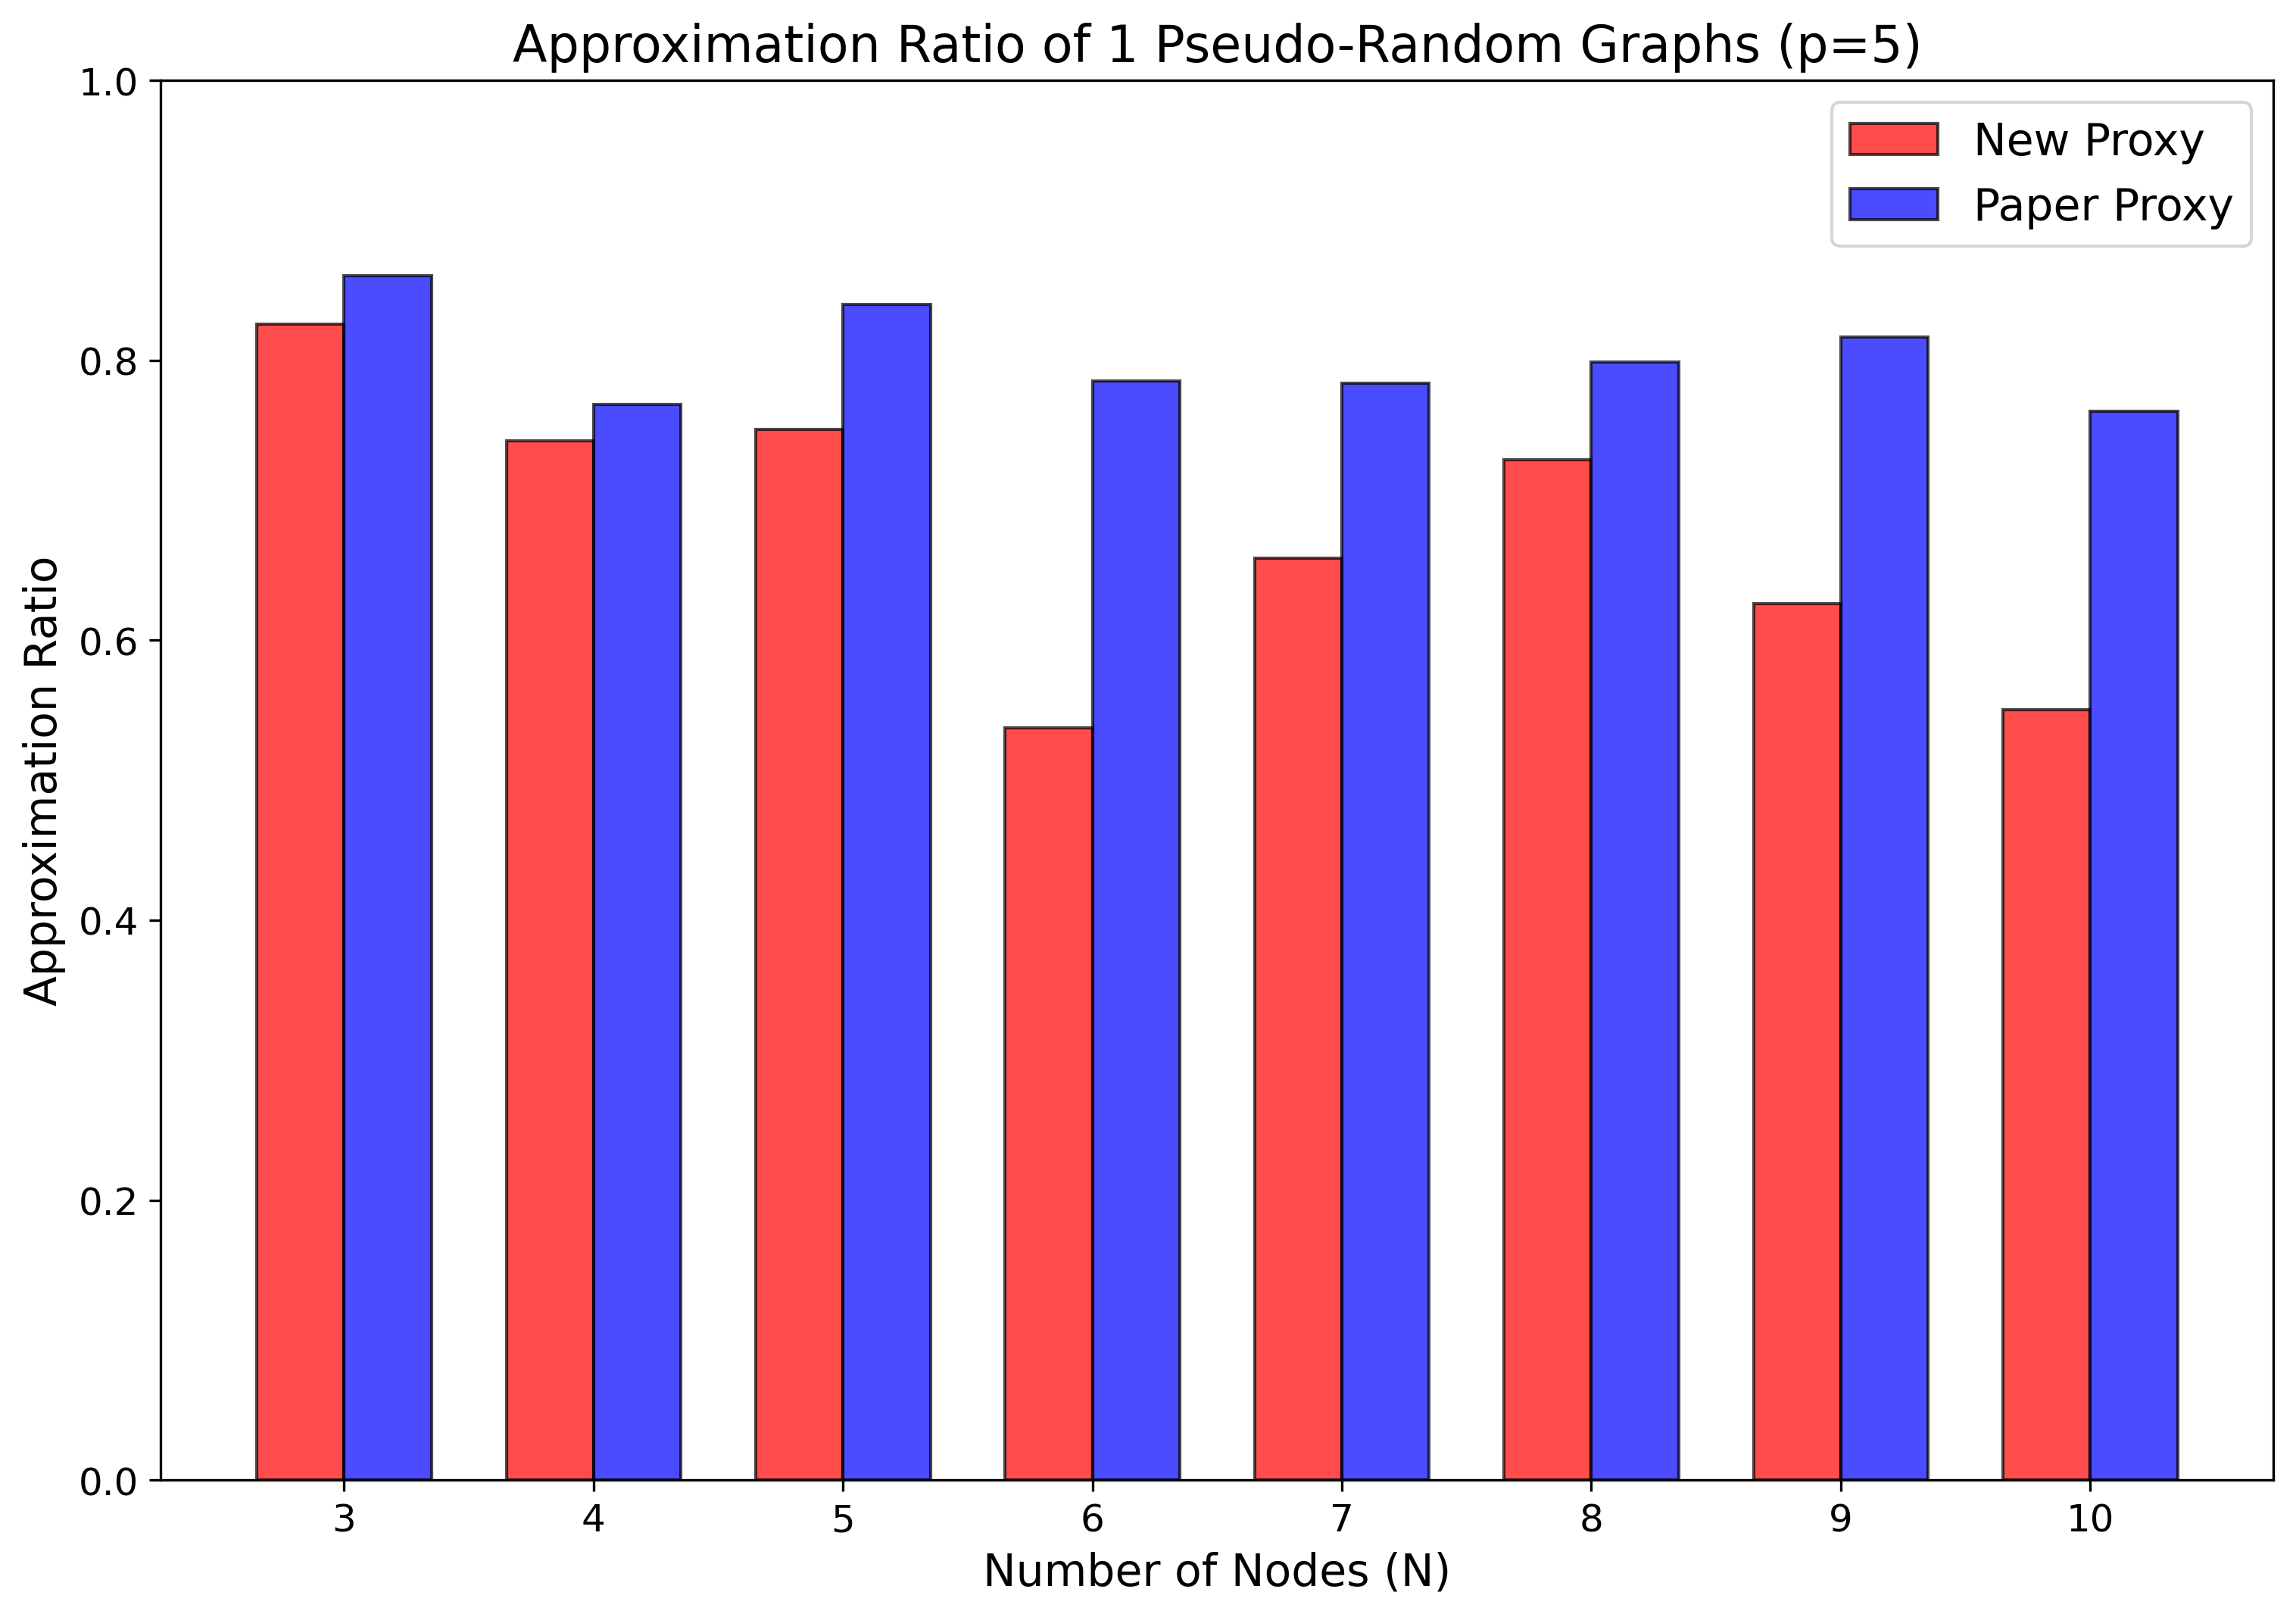 Approximation Ratio of 1 Pseudo-Random Graphs (p=5)
New Proxy
Paper Proxy
Approximation Ratio
1.0
0.8
0.6
0.4
0.2
0.0
3 4 5 6 7 8 9 10
Number of Nodes (N)